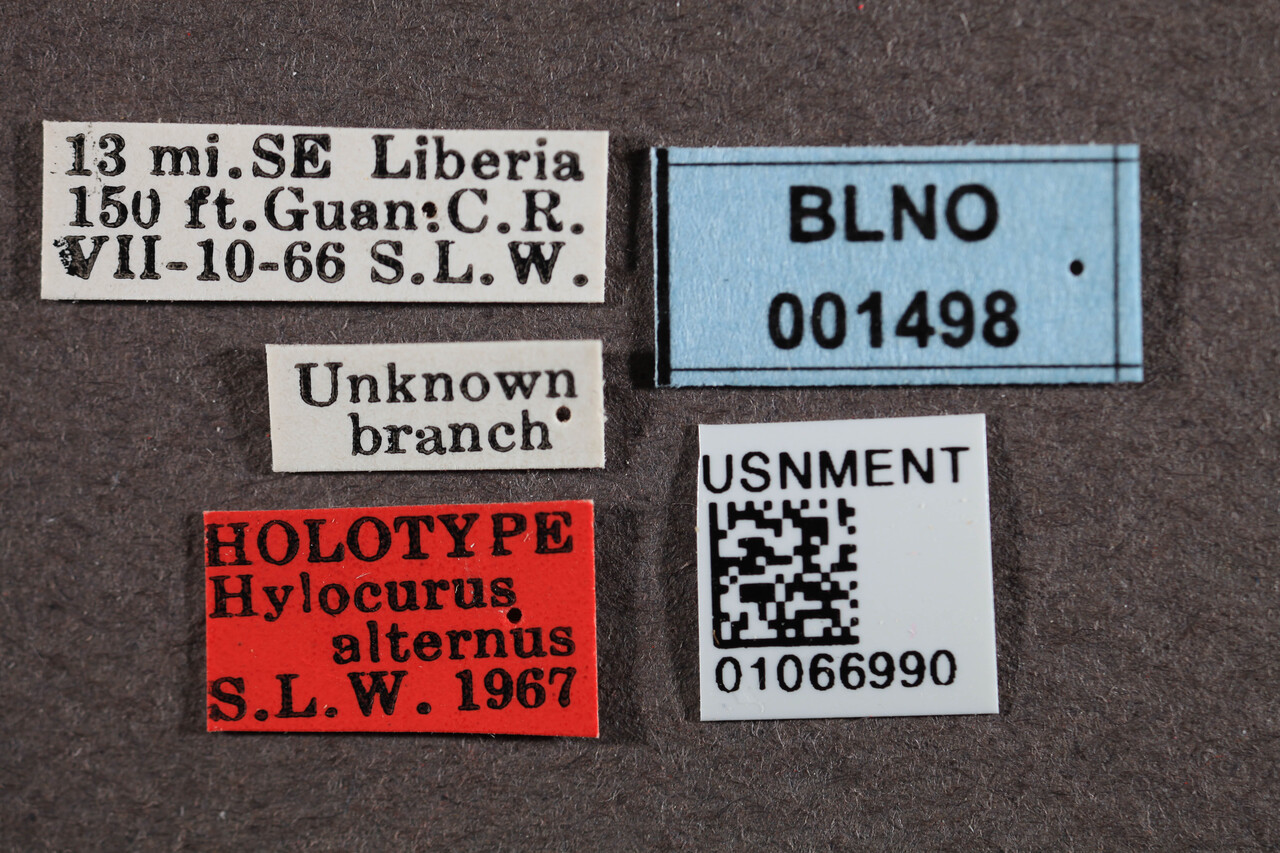 13 mi.SE Liberia
150 ft.Guan.C.R.
VII-10-66 S.L.W.
Unknown
branch
HOLOTYPE
Hylocurus
alternus
S.L.W. 1967
BLNO
001498
USNMENT
01066990